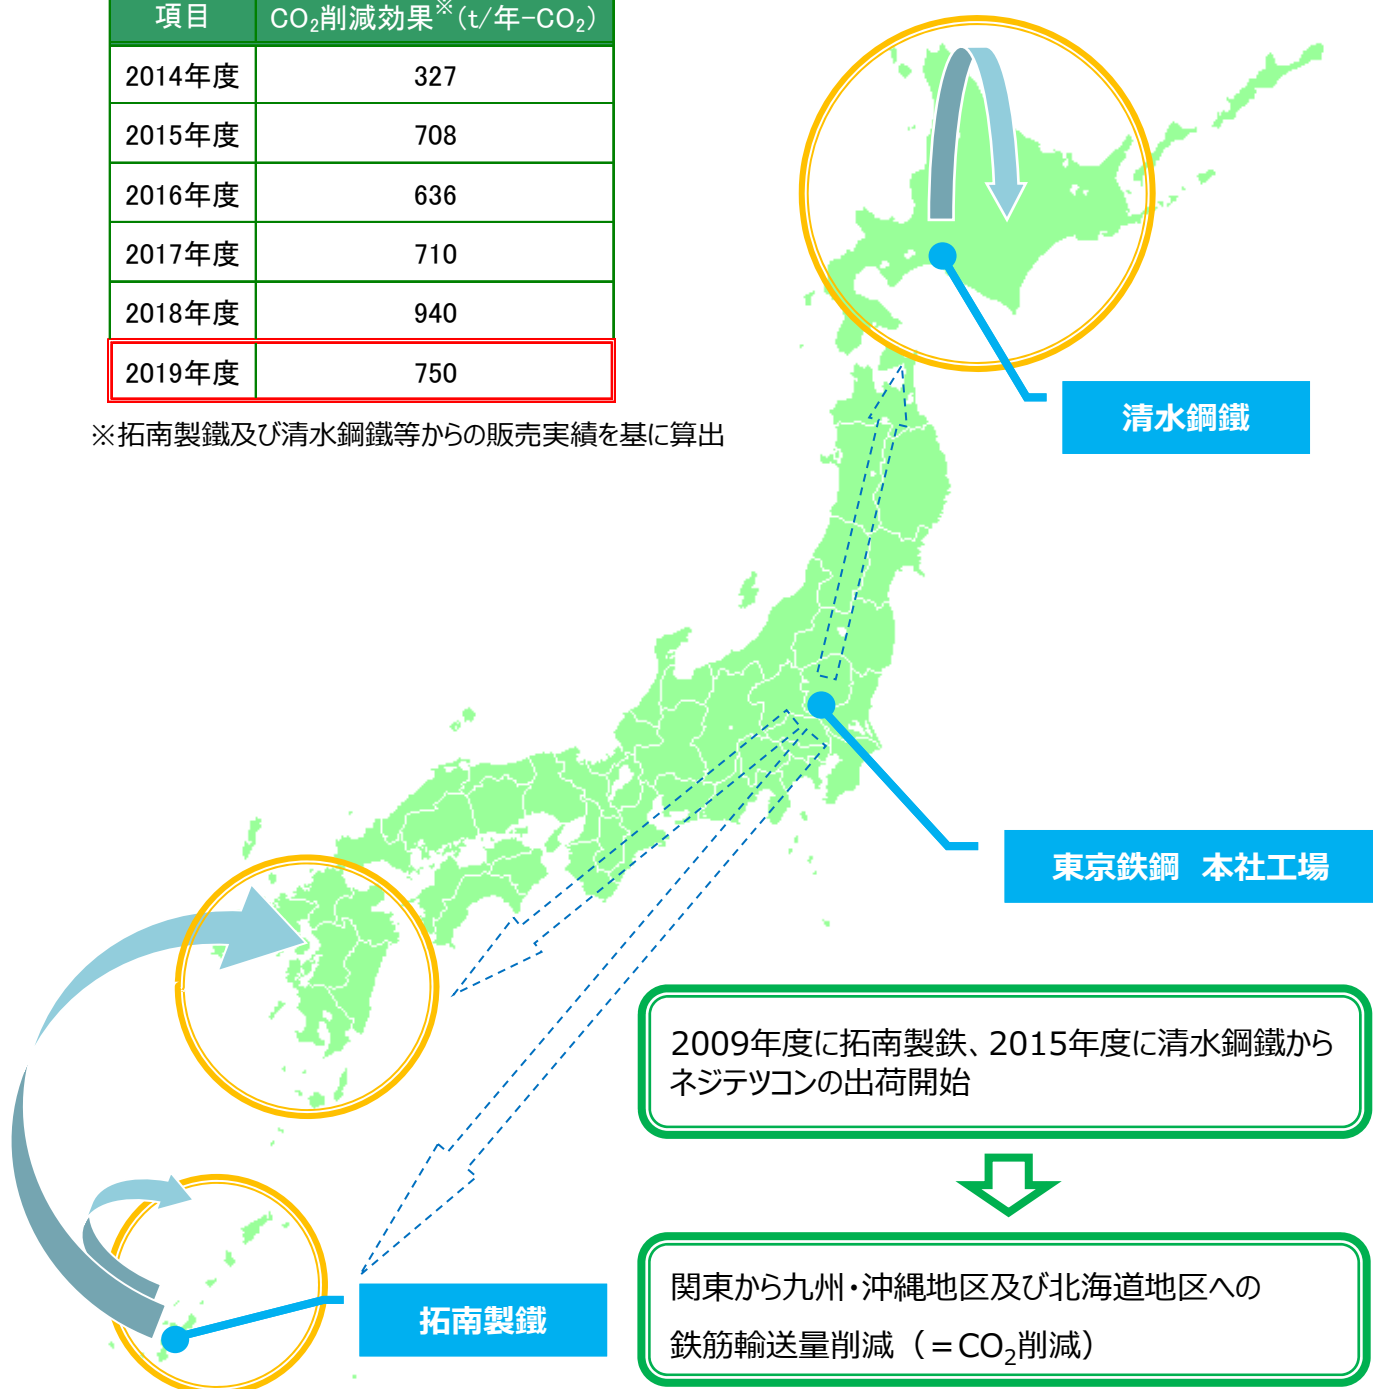 項目 CO₂削減効果※(t/年-CO₂)
2014年度 327
2015年度 708
2016年度 636
2017年度 710
2018年度 940
2019年度 750
※拓南製鐵及び清水鋼鐵等からの販売実績を基に算出
清水鋼鐵
東京鉄鋼 本社工場
2009年度に拓南製鉄、2015年度に清水鋼鐵から
ネジテツコンの出荷開始
拓南製鐵
関東から九州・沖縄地区及び北海道地区への
鉄筋輸送量削減（＝CO₂削減）